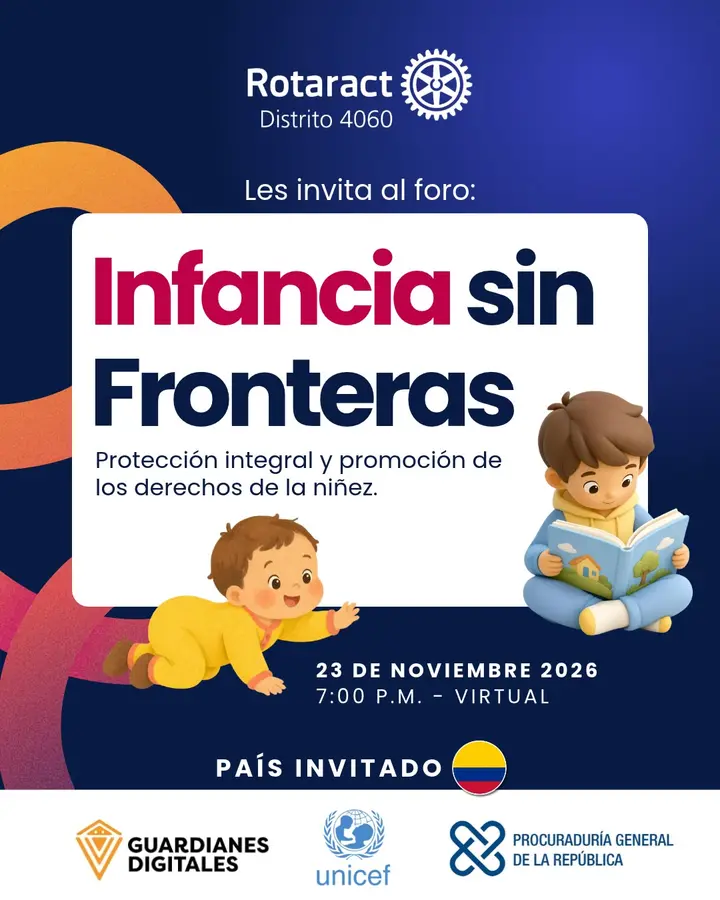 Rotaract
Distrito 4060
Les invita al foro:
Infancia sin
Fronteras
Protección integral y promoción de
los derechos de la niñez.
23 DE NOVIEMBRE 2026
7:00 P.M. - VIRTUAL
PAÍS INVITADO
GUARDIANES
DIGITALES
unicef
PROCURADURÍA GENERAL
DE LA REPÚBLICA